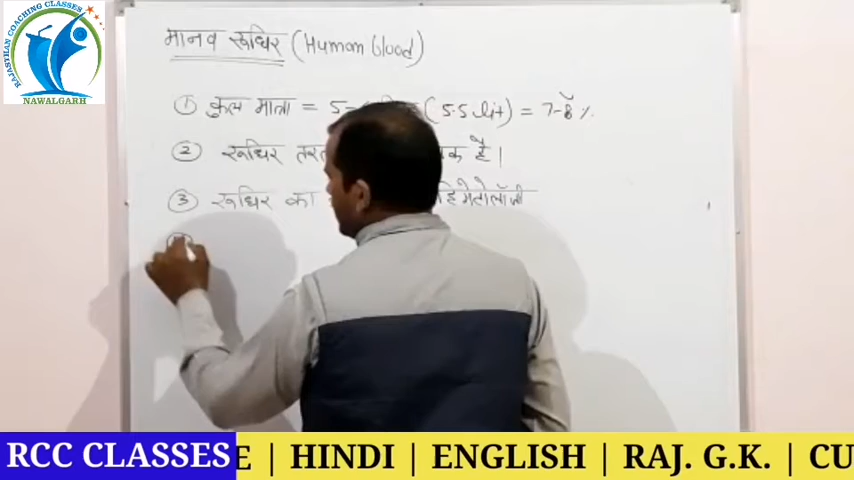 RAJASTHAN COACHING CLASSES
NAWALGARH
मानव रूधिर (Human blood)
① कुल मात्रा = 5- (5.5 lit) = 7-8 %
② रूधिर तर क है।
③ रूधिर का हिमेटोलॉजी
RCC CLASSES E | HINDI | ENGLISH | RAJ. G.K. | CU